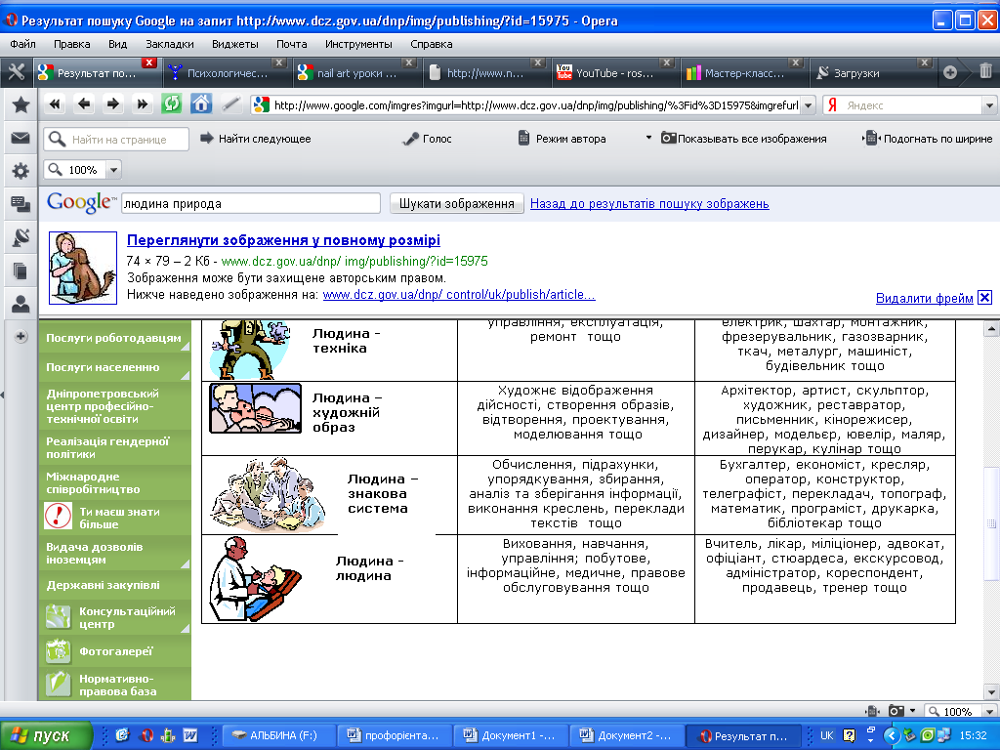 Результат пошуку Google на запит http://www.dcz.gov.ua/dnp/img/publishing/?id=15975 - Opera
Файл Правка Вид Закладки Виджеты Почта Инструменты Справка
Результат по... Психологичес... nail art уроки ... http://www.n... YouTube - ros... Мастер-класс... Загрузки
http://www.google.com/imgres?imgurl=http://www.dcz.gov.ua/dnp/img/publishing/%3Fid%3D15975&imgrefurl
Яндекс
Найти на странице Найти следующее Голос Режим автора Показывать все изображения Подогнать по ширине
100%
Google™ людина природа Шукати зображення Назад до результатів пошуку зображень
Переглянути зображення у повному розмірі
74 × 79 – 2 Кб - www.dcz.gov.ua/dnp/ img/publishing/?id=15975
Зображення може бути захищене авторським правом.
Нижче наведено зображення на: www.dcz.gov.ua/dnp/ control/uk/publish/article...
Видалити фрейм
Послуги роботодавцям
Послуги населенню
Дніпропетровський
центр професійно-
технічної освіти
Реалізація гендерної
політики
Міжнародне
співробітництво
Ти маєш знати
більше
Видача дозволів
іноземцям
Державні закупівлі
Консультаційний
центр
Фотогалереї
Нормативно-
правова база
Людина -
техніка
управління, експлуатація,
ремонт тощо
електрик, шахтар, монтажник,
фрезерувальник, газозварник,
ткач, металург, машиніст,
будівельник тощо
Людина –
художній
образ
Художнє відображення
дійсності, створення образів,
відтворення, проектування,
моделювання тощо
Архітектор, артист, скульптор,
художник, реставратор,
письменник, кінорежисер,
дизайнер, модельєр, ювелір, маляр,
перукар, кулінар тощо
Людина –
знакова
система
Обчислення, підрахунки,
упорядкування, збирання,
аналіз та зберігання інформації,
виконання креслень, переклади
текстів тощо
Бухгалтер, економіст, кресляр,
оператор, конструктор,
телеграфіст, перекладач, топограф,
математик, програміст, друкарка,
бібліотекар тощо
Людина -
людина
Виховання, навчання,
управління; побутове,
інформаційне, медичне, правове
обслуговування тощо
Вчитель, лікар, міліціонер, адвокат,
офіціант, стюардеса, екскурсовод,
адміністратор, кореспондент,
продавець, тренер тощо
100%
пуск АЛЬБИНА (F:) профорієнта... Документ1 -... Документ2 -... Результат п... UK 15:32